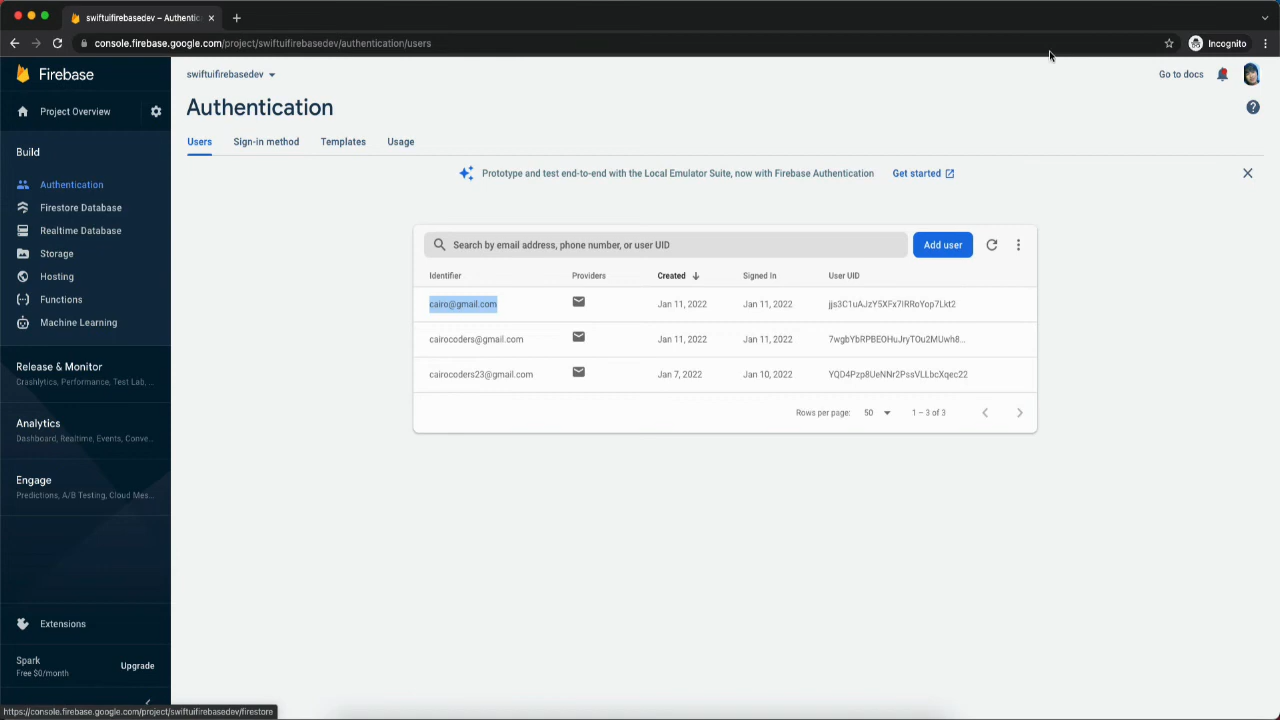 swiftuifirebasedev – Authentic
console.firebase.google.com/project/swiftuifirebasedev/authentication/users
Incognito
Firebase
swiftuifirebasedev
Go to docs
Project Overview
Authentication
Users Sign-in method Templates Usage
Build
Prototype and test end-to-end with the Local Emulator Suite, now with Firebase Authentication Get started
Authentication
Firestore Database
Realtime Database
Storage
Hosting
Functions
Machine Learning
Search by email address, phone number, or user UID
Add user
Identifier Providers Created Signed In User UID
cairo@gmail.com Jan 11, 2022 Jan 11, 2022 jjs3C1uAJzY5XFx7IRRoYop7Lkt2
cairocoders@gmail.com Jan 11, 2022 Jan 11, 2022 7wgbYbRPBEOHuJryTOu2MUwh8...
cairocoders23@gmail.com Jan 7, 2022 Jan 10, 2022 YQD4Pzp8UeNNr2PssVLLbcXqec22
Rows per page: 50 1 – 3 of 3
Release & Monitor
Crashlytics, Performance, Test Lab, ...
Analytics
Dashboard, Realtime, Events, Conve...
Engage
Predictions, A/B Testing, Cloud Mes...
Extensions
Spark
Free $0/month
Upgrade
https://console.firebase.google.com/project/swiftuifirebasedev/firestore